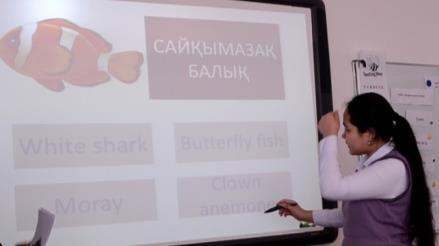 САЙҚЫМАЗАҚ
БАЛЫҚ
White shark
Butterfly fish
Moray
Clown
anemone